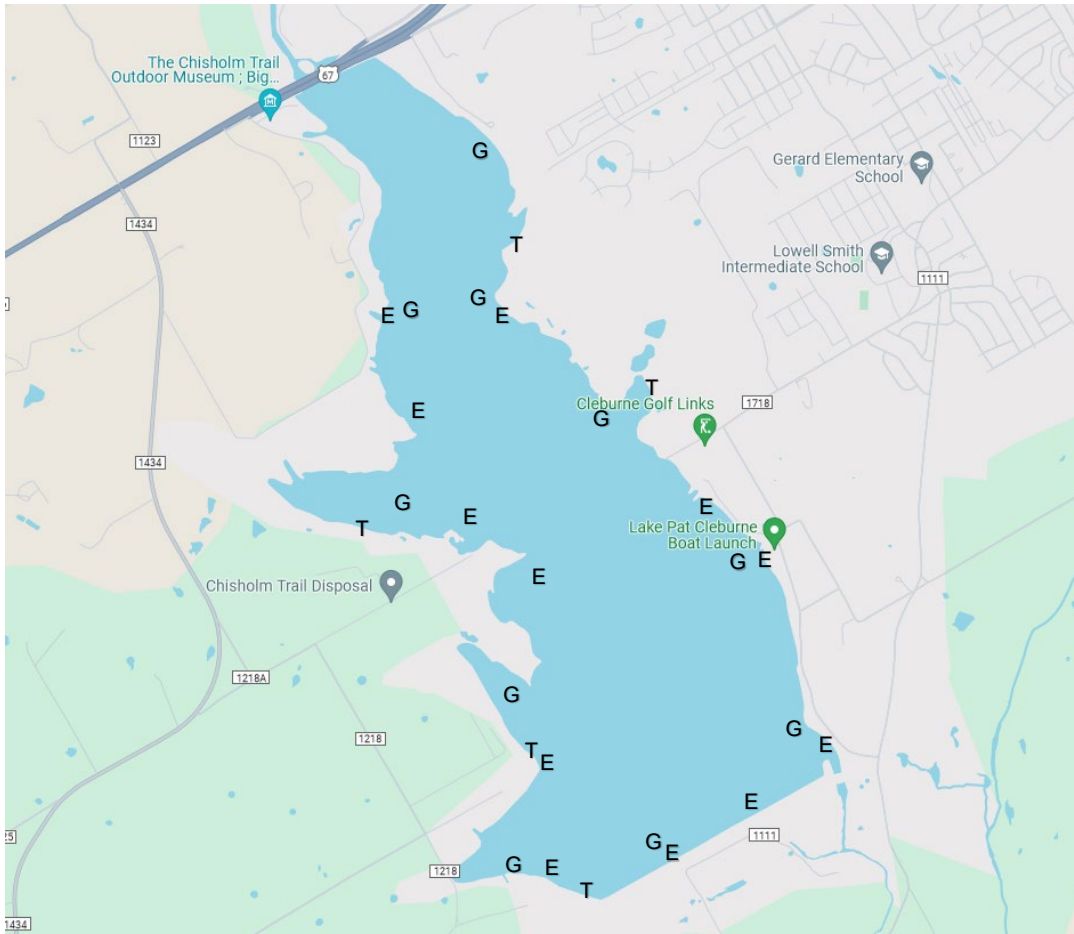 The Chisholm Trail
Outdoor Museum ; Big...
67
1123
G
Gerard Elementary
School
1434
T
Lowell Smith
Intermediate School
1111
G
E
G
E
T
Cleburne Golf Links
1718
E
G
1434
G
E
E
T
Lake Pat Cleburne
Boat Launch
G
E
E
Chisholm Trail Disposal
1218A
G
G
1218
T
E
E
E
1111
25
G
E
G
E
1218
T
1434